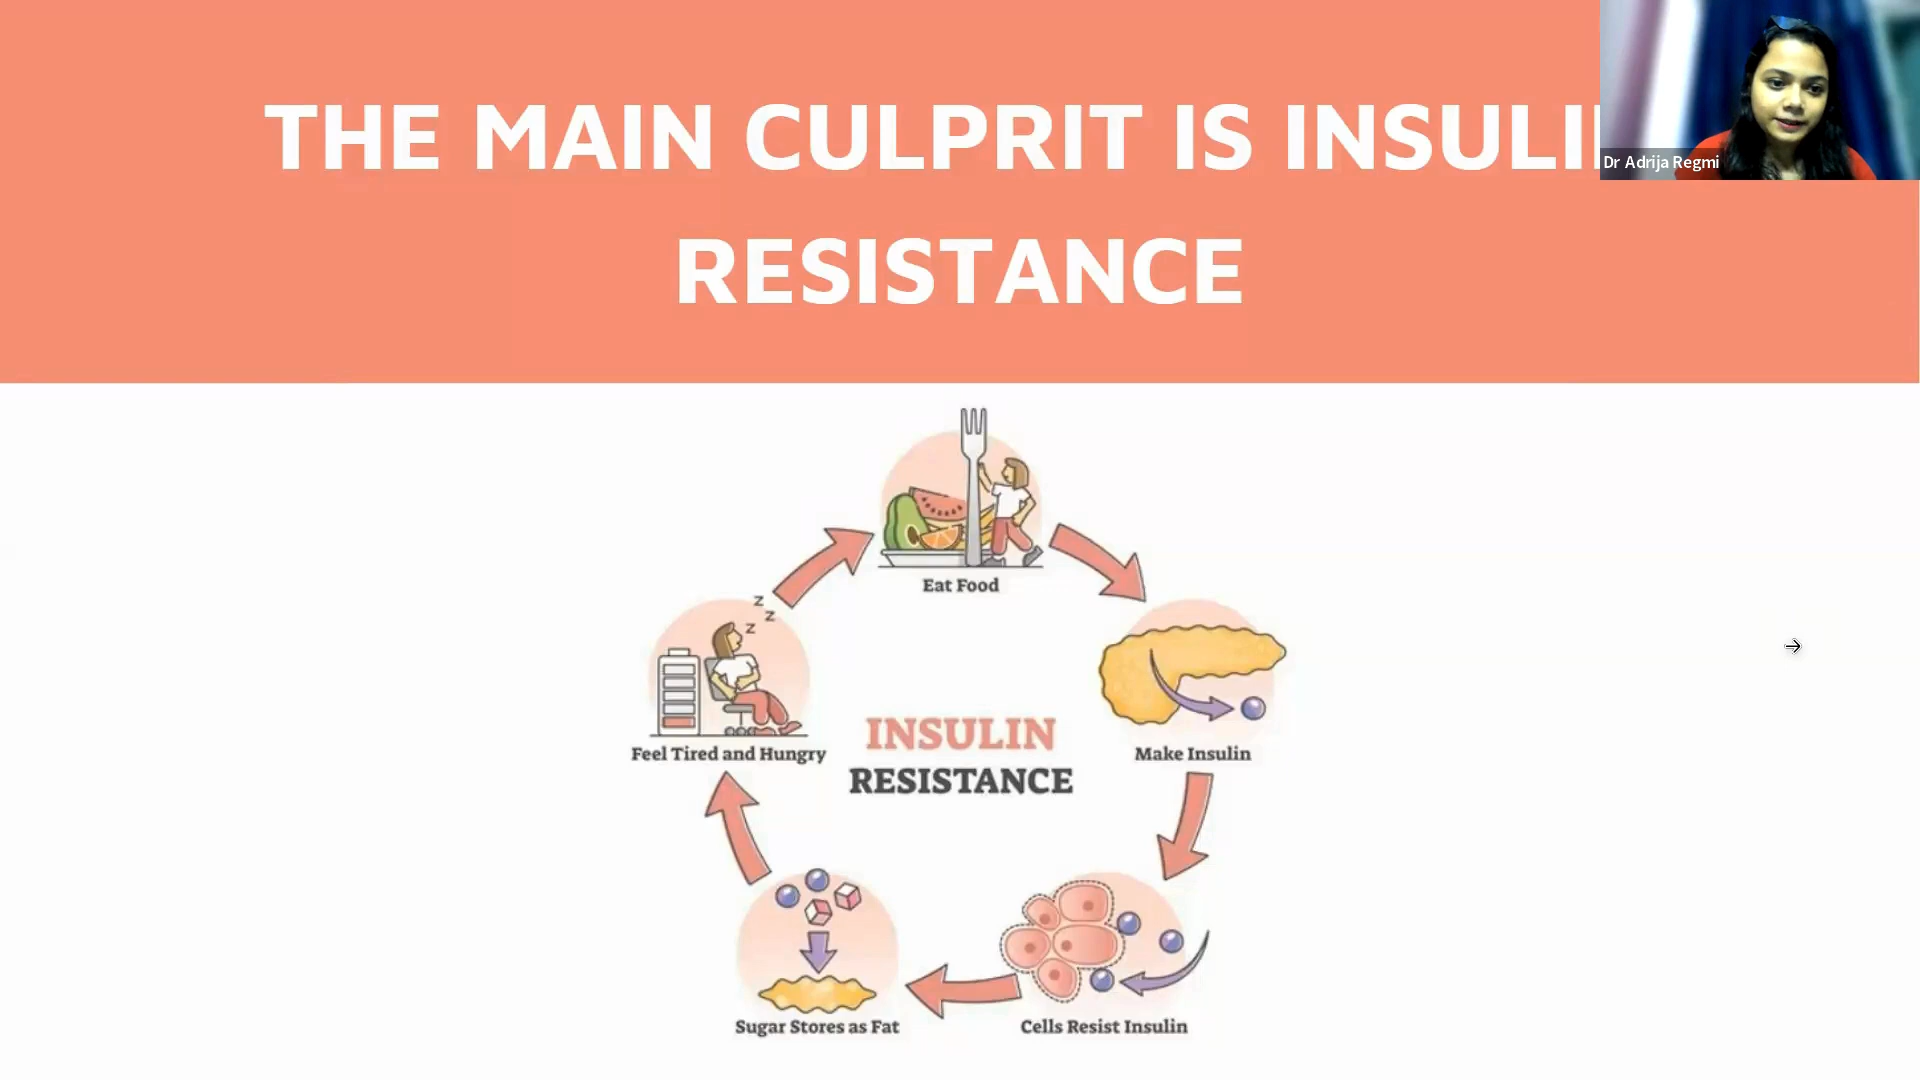 THE MAIN CULPRIT IS INSULI
RESISTANCE
Dr Adrija Regmi
Eat Food
z
z
z
Feel Tired and Hungry
Make Insulin
INSULIN
RESISTANCE
Sugar Stores as Fat
Cells Resist Insulin